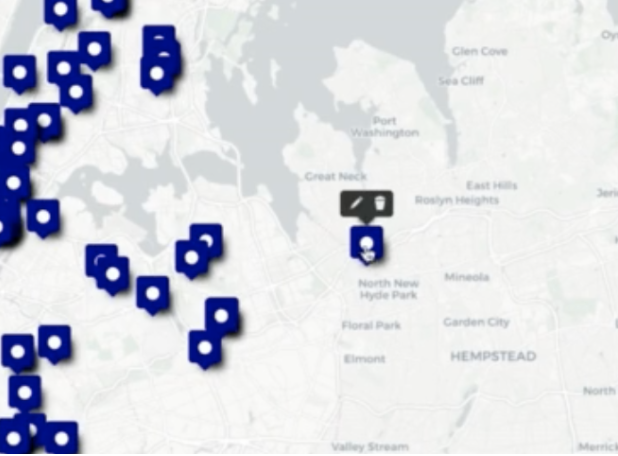 Oy
Glen Cove
Sea Cliff
Port
Washington
Great Neck
East Hills
Jeri
Roslyn Heights
North New
Hyde Park
Mineola
Floral Park
Garden City
Elmont
HEMPSTEAD
North
Valley Stream
Merrick